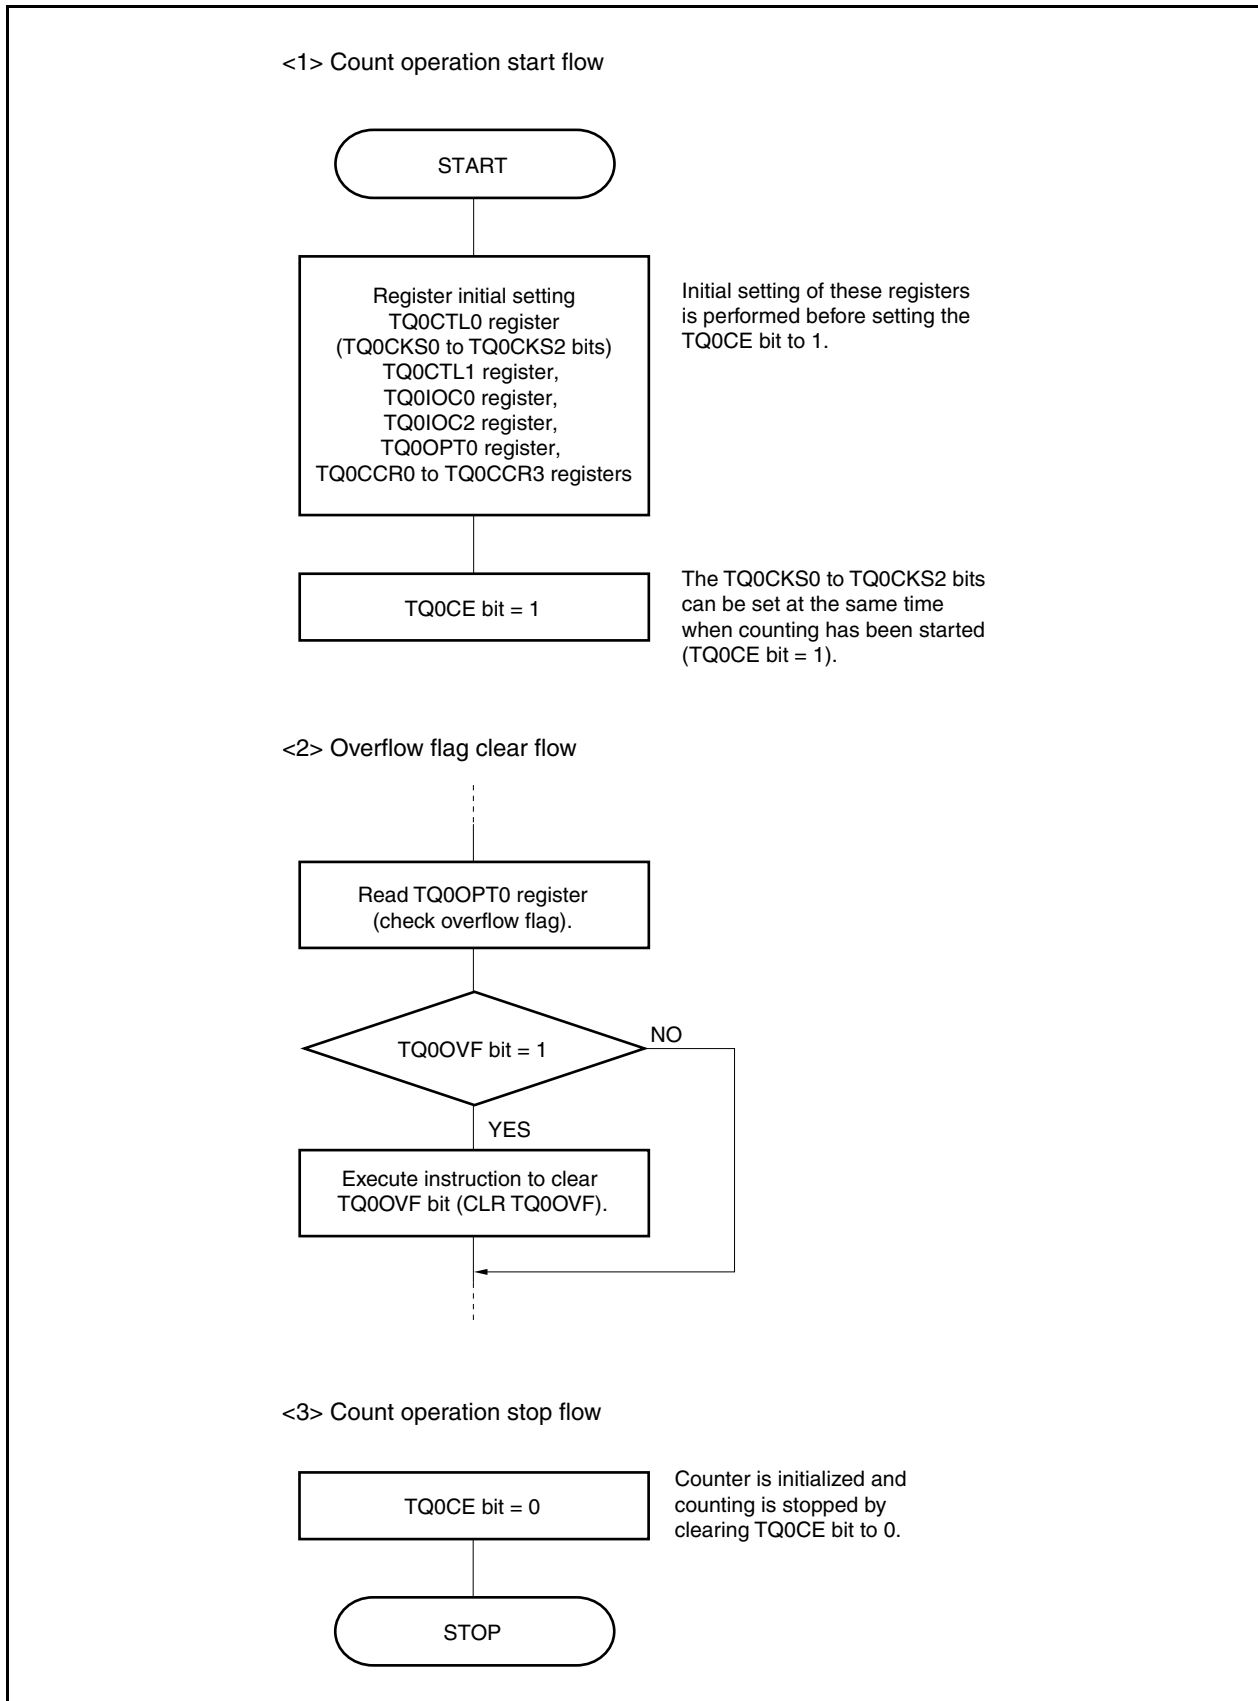 <1> Count operation start flow
START
Register initial setting
TQ0CTL0 register
(TQ0CKS0 to TQ0CKS2 bits)
TQ0CTL1 register,
TQ0IOC0 register,
TQ0IOC2 register,
TQ0OPT0 register,
TQ0CCR0 to TQ0CCR3 registers
Initial setting of these registers
is performed before setting the
TQ0CE bit to 1.
TQ0CE bit = 1
The TQ0CKS0 to TQ0CKS2 bits
can be set at the same time
when counting has been started
(TQ0CE bit = 1).
<2> Overflow flag clear flow
Read TQ0OPT0 register
(check overflow flag).
TQ0OVF bit = 1
NO
YES
Execute instruction to clear
TQ0OVF bit (CLR TQ0OVF).
<3> Count operation stop flow
TQ0CE bit = 0
Counter is initialized and
counting is stopped by
clearing TQ0CE bit to 0.
STOP